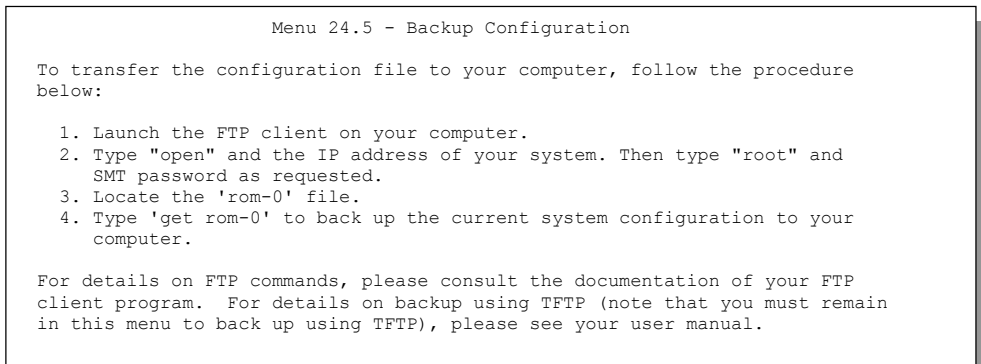 Menu 24.5 - Backup Configuration
To transfer the configuration file to your computer, follow the procedure
below:
1. Launch the FTP client on your computer.
2. Type "open" and the IP address of your system. Then type "root" and
SMT password as requested.
3. Locate the 'rom-0' file.
4. Type 'get rom-0' to back up the current system configuration to your
computer.
For details on FTP commands, please consult the documentation of your FTP
client program.  For details on backup using TFTP (note that you must remain
in this menu to back up using TFTP), please see your user manual.